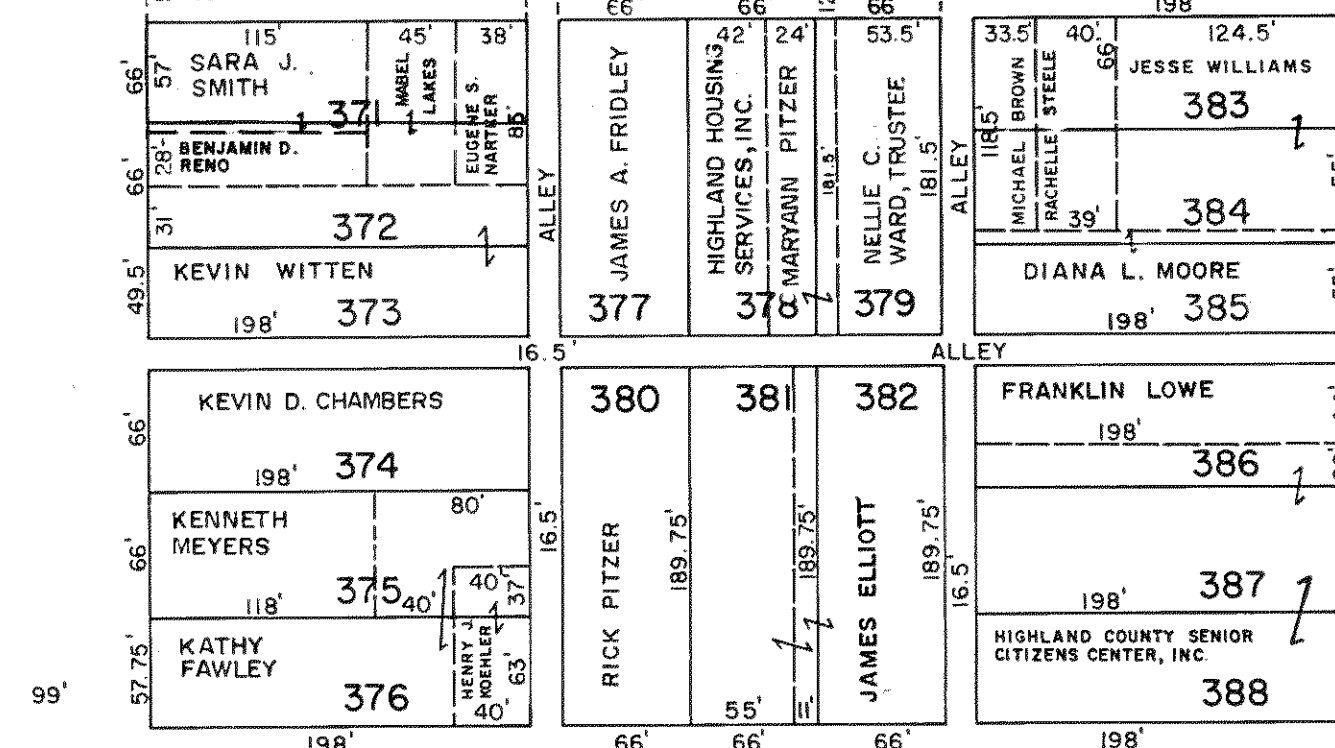 66'
66'
12
66'
198'
115'
45'
38'
66'
57'
SARA J.
SMITH
371
MABEL
LAKES
EUGENE S.
NARTKER
85'
BENJAMIN D.
RENO
28'
66'
31'
372
49.5'
KEVIN WITTEN
198'
373
ALLEY
JAMES A. FRIDLEY
377
42'
24'
HIGHLAND HOUSING
SERVICES, INC.
MARYANN PITZER
378
181.5'
53.5'
NELLIE C.
WARD, TRUSTEE
181.5'
379
ALLEY
33.5'
40'
66
124.5'
118.5'
MICHAEL BROWN
RACHELLE STEELE
39'
JESSE WILLIAMS
383
384
DIANA L. MOORE
198'
385
16.5'
ALLEY
KEVIN D. CHAMBERS
66'
198'
374
KENNETH
MEYERS
66'
118'
375
80'
40'
40'
37'
KATHY
FAWLEY
57.75'
99'
376
HENRY J.
KOEHLER
63'
40'
198'
16.5'
380
RICK PITZER
189.75'
66'
381
189.75'
55'
11'
66'
382
JAMES ELLIOTT
189.75'
66'
16.5'
FRANKLIN LOWE
198'
386
387
198'
HIGHLAND COUNTY SENIOR
CITIZENS CENTER, INC.
388
198'